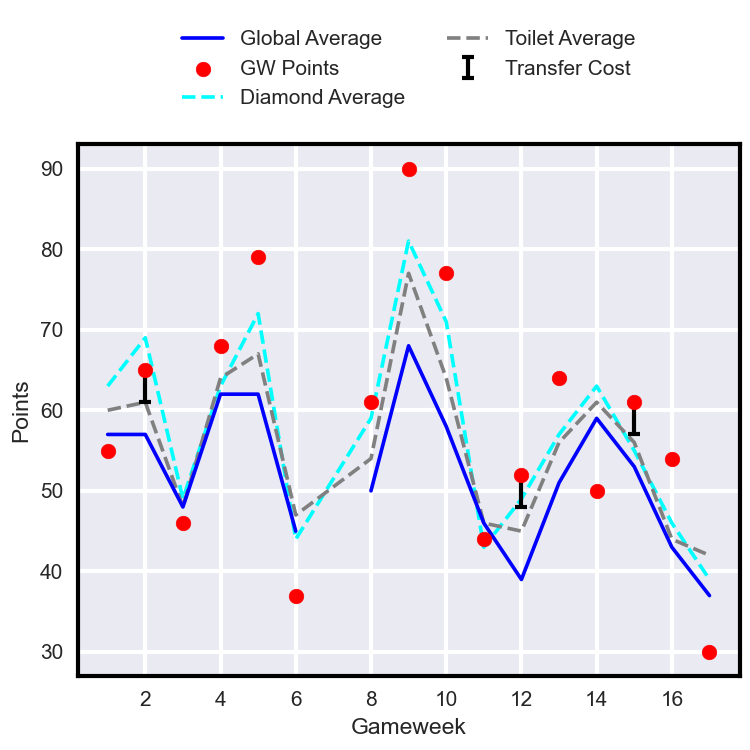 Global Average
GW Points
Diamond Average
Toilet Average
Transfer Cost
90
80
70
60
50
40
30
Points
2 4 6 8 10 12 14 16
Gameweek